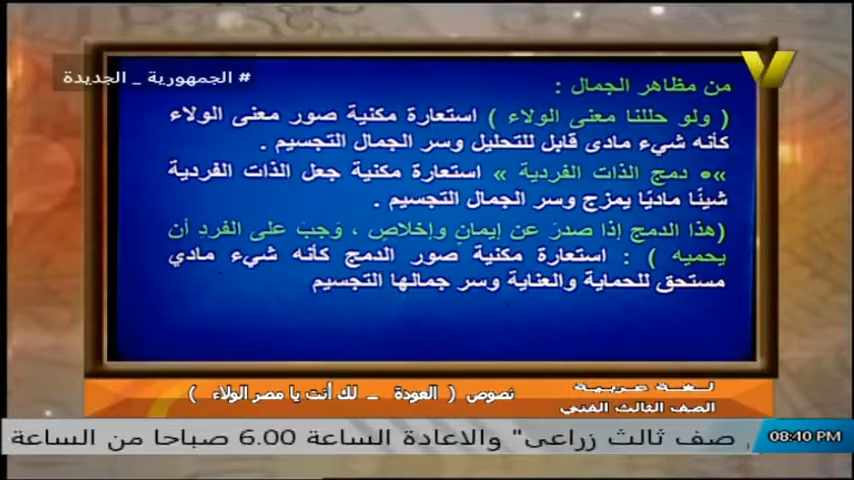 # الجمهورية _ الجديدة
من مظاهر الجمال :
( ولو حللنا معنى الولاء ) استعارة مكنية صور معنى الولاء
كأنه شيء مادى قابل للتحليل وسر الجمال التجسيم .
»• دمج الذات الفردية « استعارة مكنية جعل الذات الفردية
شيئًا ماديًا يمزج وسر الجمال التجسيم .
(هذا الدمج إذا صدرَ عن إيمانٍ وإخلاصٍ ، وَجبَ على الفردِ أن
يحميه ) : استعارة مكنية صور الدمج كأنه شيء مادي
مستحق للحماية والعناية وسر جمالها التجسيم
لـغـة عـربـيـة
الصف الثالث الفني
نصوص ( العودة _ لك أنت يا مصر الولاء )
صف ثالث زراعى" والاعادة الساعة 6.00 صباحا من الساعة
08:40 PM